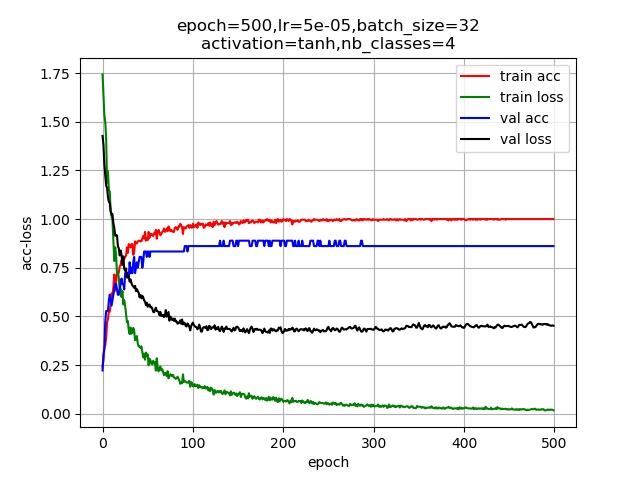 epoch=500,lr=5e-05,batch_size=32
activation=tanh,nb_classes=4
train acc
train loss
val acc
val loss
1.75
1.50
1.25
1.00
0.75
0.50
0.25
0.00
acc-loss
0 100 200 300 400 500
epoch